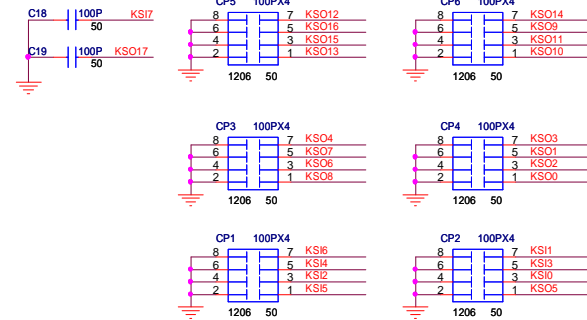 CP5 100PX4 CP6 100PX4
C18 100P KSI7 8 7 KSO12 8 7 KSO14
50 6 5 KSO16 6 5 KSO9
4 3 KSO15 4 3 KSO11
C19 100P KSO17 2 1 KSO13 2 1 KSO10
50
1206 50 1206 50
CP3 100PX4 CP4 100PX4
8 7 KSO4 8 7 KSO3
6 5 KSO7 6 5 KSO1
4 3 KSO6 4 3 KSO2
2 1 KSO8 2 1 KSO0
1206 50 1206 50
CP1 100PX4 CP2 100PX4
8 7 KSI6 8 7 KSI1
6 5 KSI4 6 5 KSI3
4 3 KSI2 4 3 KSI0
2 1 KSI5 2 1 KSO5
1206 50 1206 50